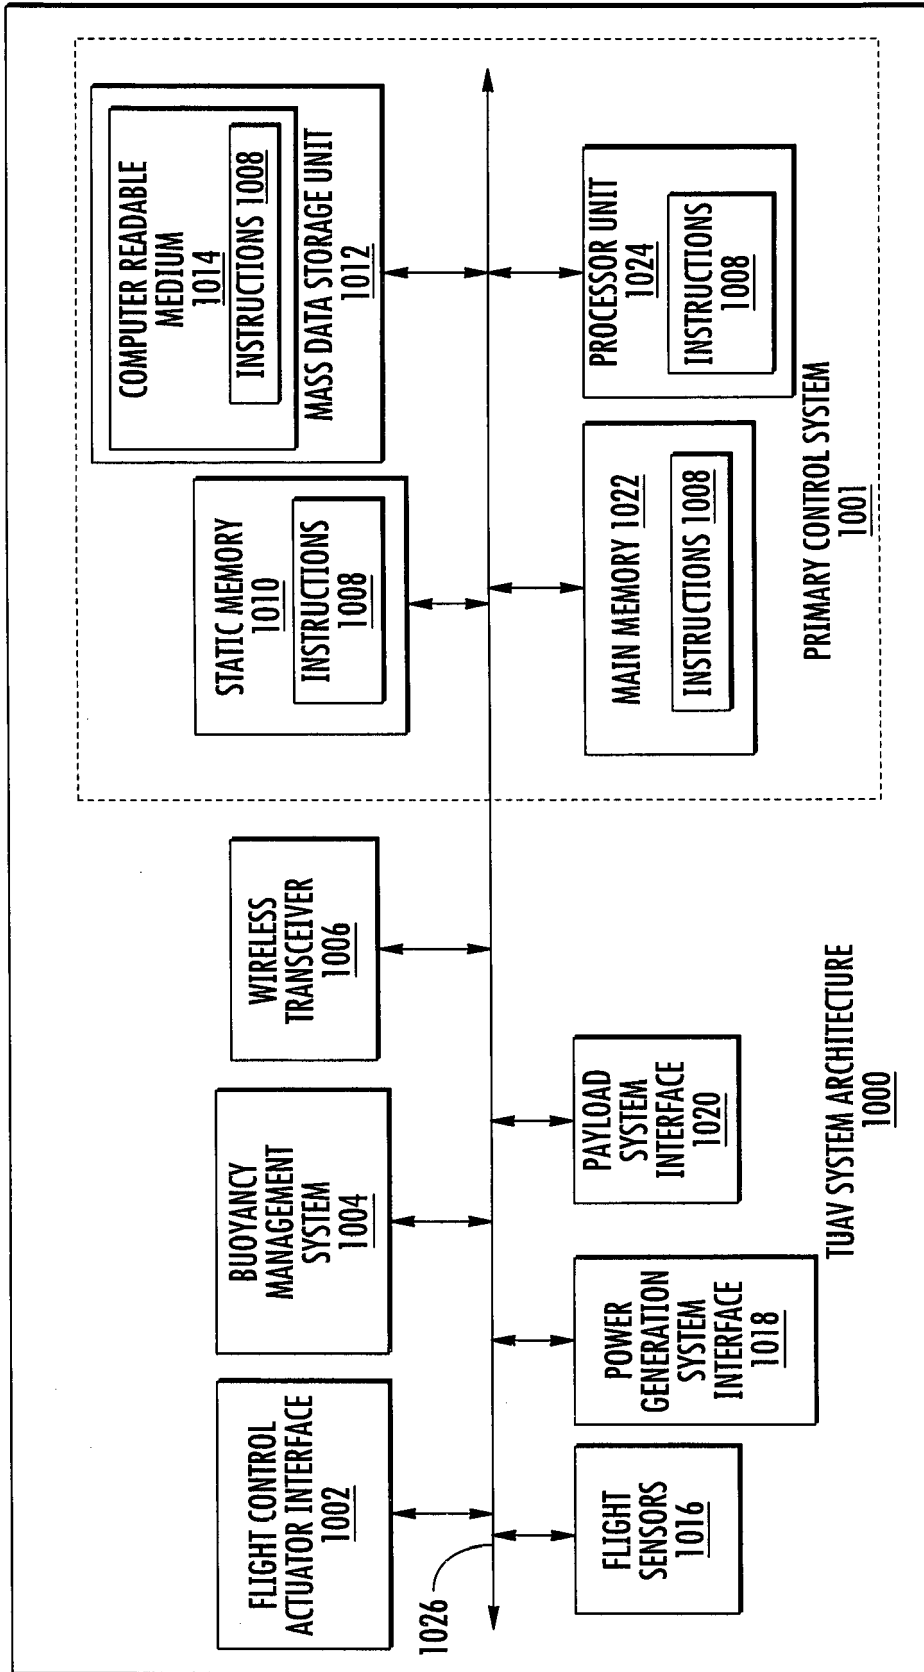 FLIGHT CONTROL
ACTUATOR INTERFACE
1002
BUOYANCY
MANAGEMENT
SYSTEM
1004
WIRELESS
TRANSCEIVER
1006
STATIC MEMORY
1010
INSTRUCTIONS
1008
COMPUTER READABLE
MEDIUM
1014
INSTRUCTIONS 1008
MASS DATA STORAGE UNIT
1012
1026
FLIGHT
SENSORS
1016
POWER
GENERATION
SYSTEM
INTERFACE
1018
PAYLOAD
SYSTEM
INTERFACE
1020
MAIN MEMORY 1022
INSTRUCTIONS 1008
PROCESSOR UNIT
1024
INSTRUCTIONS
1008
PRIMARY CONTROL SYSTEM
1001
TUAV SYSTEM ARCHITECTURE
1000